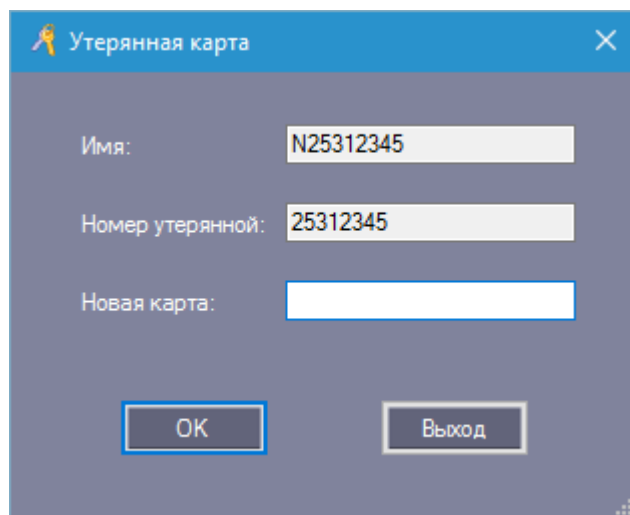 Утерянная карта
Имя: N25312345
Номер утерянной: 25312345
Новая карта:
OK Выход